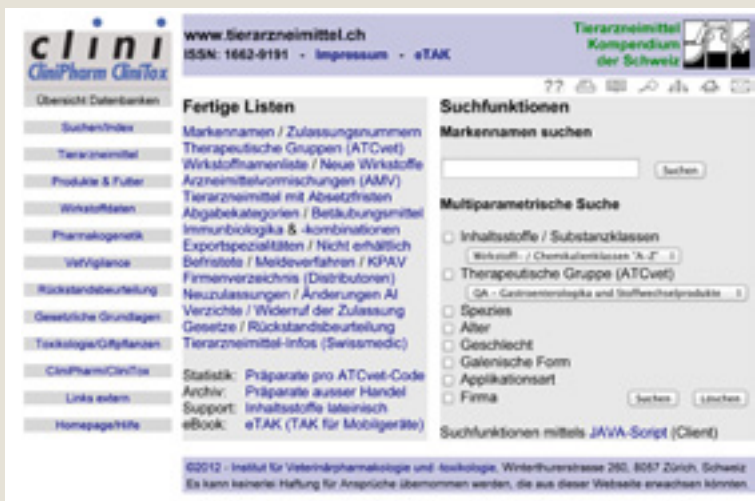 clini
CliniPharm CliniTox
Übersicht Datenbanken
Suchen/Index
Tierarzneimittel
Produkte & Futter
Wirkstoffdaten
Pharmakogenetik
VetVigilance
Rückstandsbeurteilung
Gesetzliche Grundlagen
Toxikologie/Giftpflanzen
CliniPharm/CliniTox
Links extern
Homepage/Hilfe
www.tierarzneimittel.ch
ISSN: 1662-9191 - Impressum - eTAK
Tierarzneimittel
Kompendium
der Schweiz
??
Fertige Listen
Markennamen / Zulassungsnummern
Therapeutische Gruppen (ATCvet)
Wirkstoffnamenliste / Neue Wirkstoffe
Arzneimittelvormischungen (AMV)
Tierarzneimittel mit Absetzfristen
Abgabekategorien / Betäubungsmittel
Immunbiologika & -kombinationen
Exportspezialitäten / Nicht erhältlich
Befristete / Meldeverfahren / KPAV
Firmenverzeichnis (Distributoren)
Neuzulassungen / Änderungen AI
Verzichte / Widerruf der Zulassung
Gesetze / Rückstandsbeurteilung
Tierarzneimittel-Infos (Swissmedic)
Statistik: Präparate pro ATCvet-Code
Archiv: Präparate ausser Handel
Support: Inhaltsstoffe lateinisch
eBook: eTAK (TAK für Mobilgeräte)
Suchfunktionen
Markennamen suchen
Suchen
Multiparametrische Suche
Inhaltsstoffe / Substanzklassen
Wirkstoff- / Chemikalienklassen "A-Z"
Therapeutische Gruppe (ATCvet)
QA - Gastroenterologika und Stoffwechselprodukte
Spezies
Alter
Geschlecht
Galenische Form
Applikationsart
Firma
Suchen Löschen
Suchfunktionen mittels JAVA-Script (Client)
©2012 - Institut für Veterinärpharmakologie und -toxikologie, Winterthurerstrasse 260, 8057 Zürich, Schweiz
Es kann keinerlei Haftung für Ansprüche übernommen werden, die aus dieser Webseite erwachsen könnten.